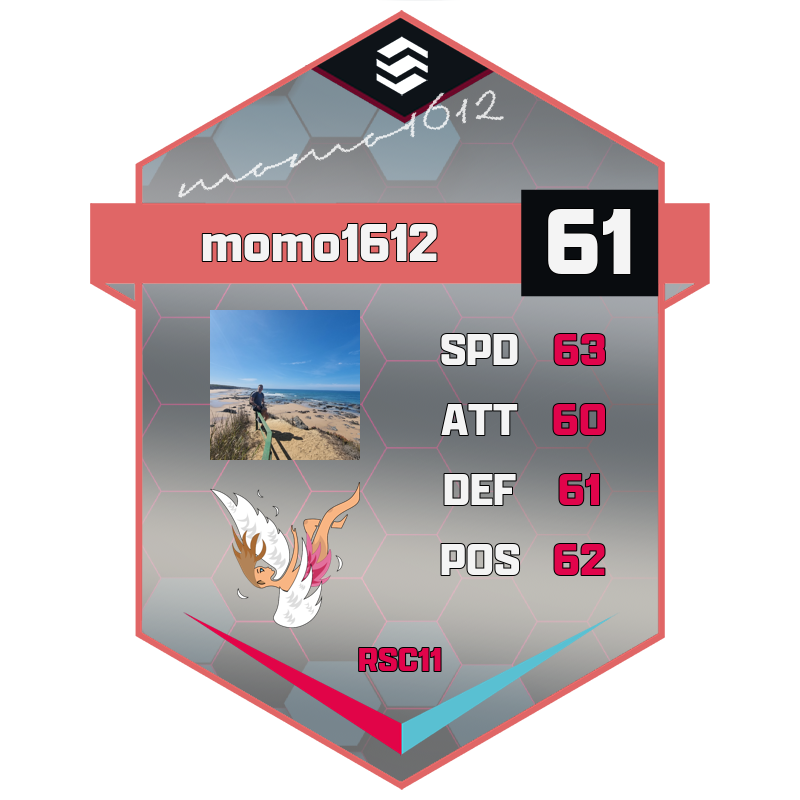 momo1612
momo1612
61
SPD 63
ATT 60
DEF 61
POS 62
RSC11